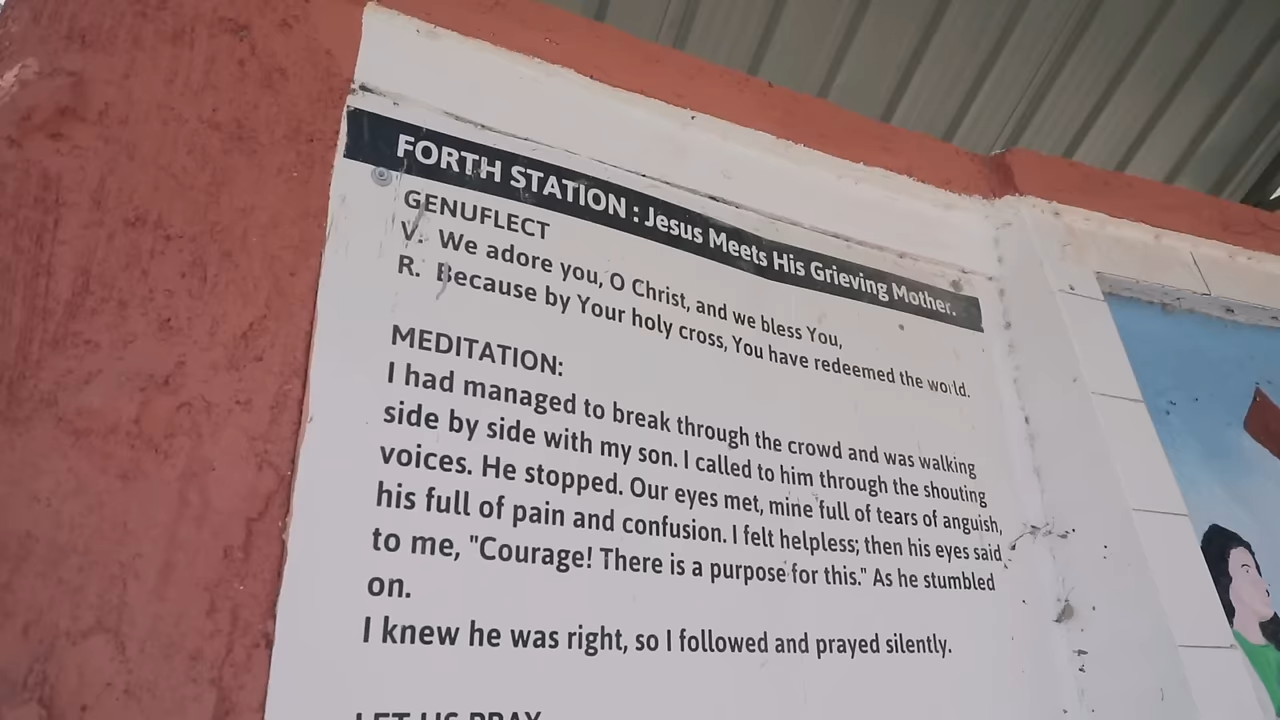 FORTH STATION : Jesus Meets His Grieving Mother.
GENUFLECT
V. We adore you, O Christ, and we bless You,
R. Because by Your holy cross, You have redeemed the world.
MEDITATION:
I had managed to break through the crowd and was walking
side by side with my son. I called to him through the shouting
voices. He stopped. Our eyes met, mine full of tears of anguish,
his full of pain and confusion. I felt helpless; then his eyes said
to me, "Courage! There is a purpose for this." As he stumbled
on.
I knew he was right, so I followed and prayed silently.
LET US PRAY